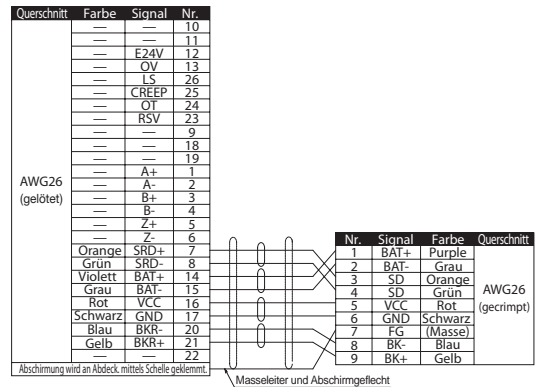 Querschnitt Farbe Signal Nr.
— — 10
— — 11
— E24V 12
— OV 13
— LS 26
— CREEP 25
— OT 24
— RSV 23
— — 9
— — 18
— — 19
— A+ 1
AWG26 — A- 2
(gelötet) — B+ 3
— B- 4
— Z+ 5
— Z- 6
Orange SRD+ 7
Grün SRD- 8
Violett BAT+ 14
Grau BAT- 15
Rot VCC 16
Schwarz GND 17
Blau BKR- 20
Gelb BKR+ 21
— — 22
Abschirmung wird an Abdeck. mittels Schelle geklemmt.
Nr. Signal Farbe Querschnitt
1 BAT+ Purple
2 BAT- Grau
3 SD Orange
4 SD Grün
5 VCC Rot AWG26
6 GND Schwarz (gecrimpt)
7 FG (Masse)
8 BK- Blau
9 BK+ Gelb
Masseleiter und Abschirmgeflecht